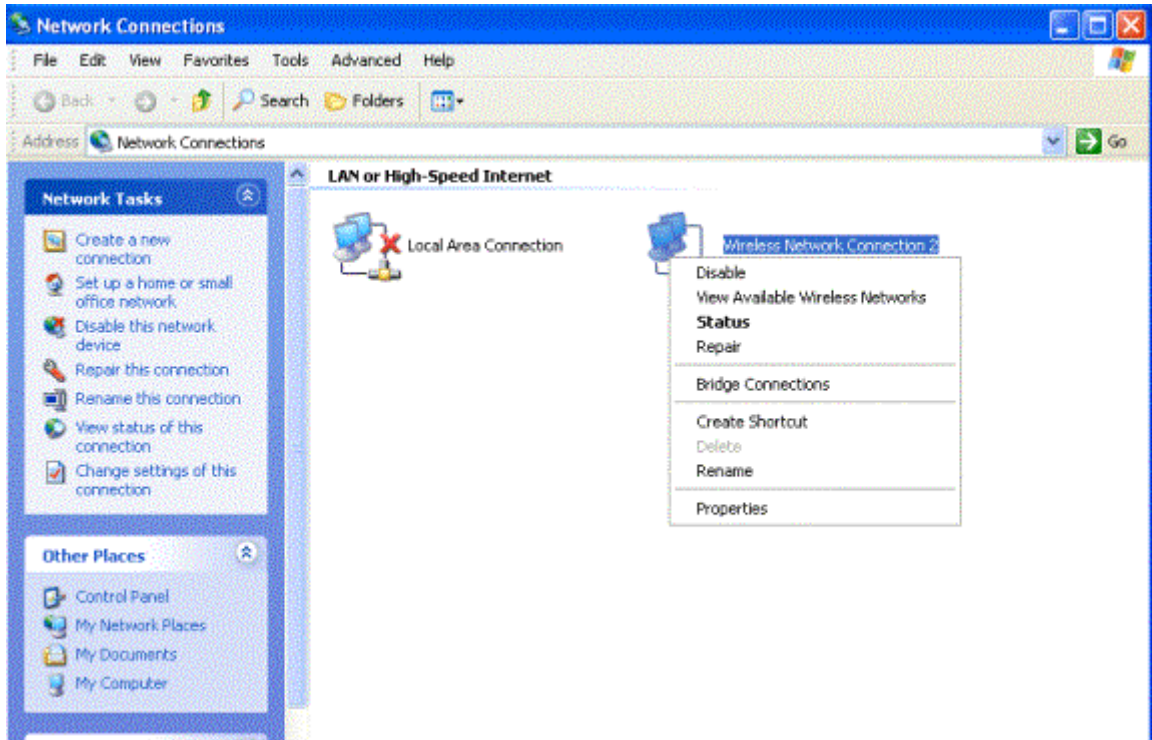 Network Connections
File Edit View Favorites Tools Advanced Help
Back Search Folders
Address Network Connections Go
Network Tasks
Create a new
connection
Set up a home or small
office network
Disable this network
device
Repair this connection
Rename this connection
View status of this
connection
Change settings of this
connection
Other Places
Control Panel
My Network Places
My Documents
My Computer
LAN or High-Speed Internet
Local Area Connection
Wireless Network Connection 2
Disable
View Available Wireless Networks
Status
Repair
Bridge Connections
Create Shortcut
Delete
Rename
Properties